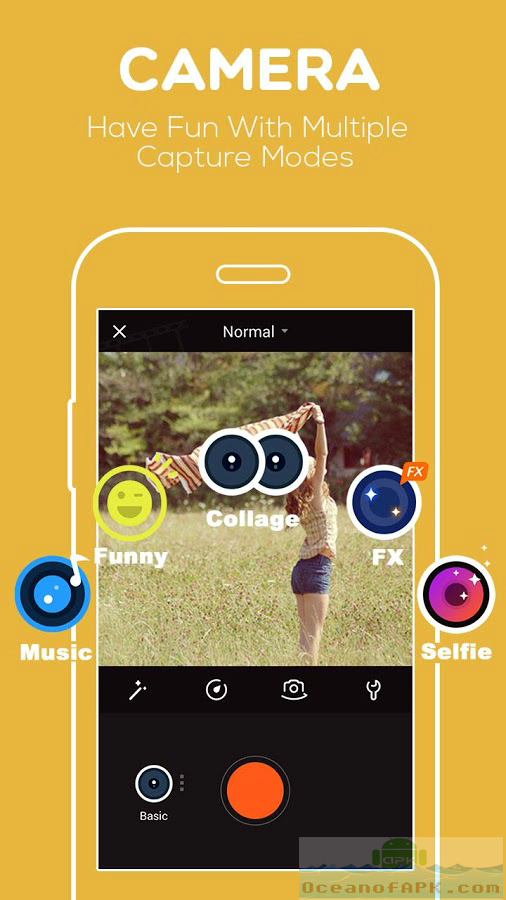 CAMERA
Have Fun With Multiple
Capture Modes
Normal
FX
Collage
Funny
FX
Music
Selfie
Basic
APK
OceanofAPK.com